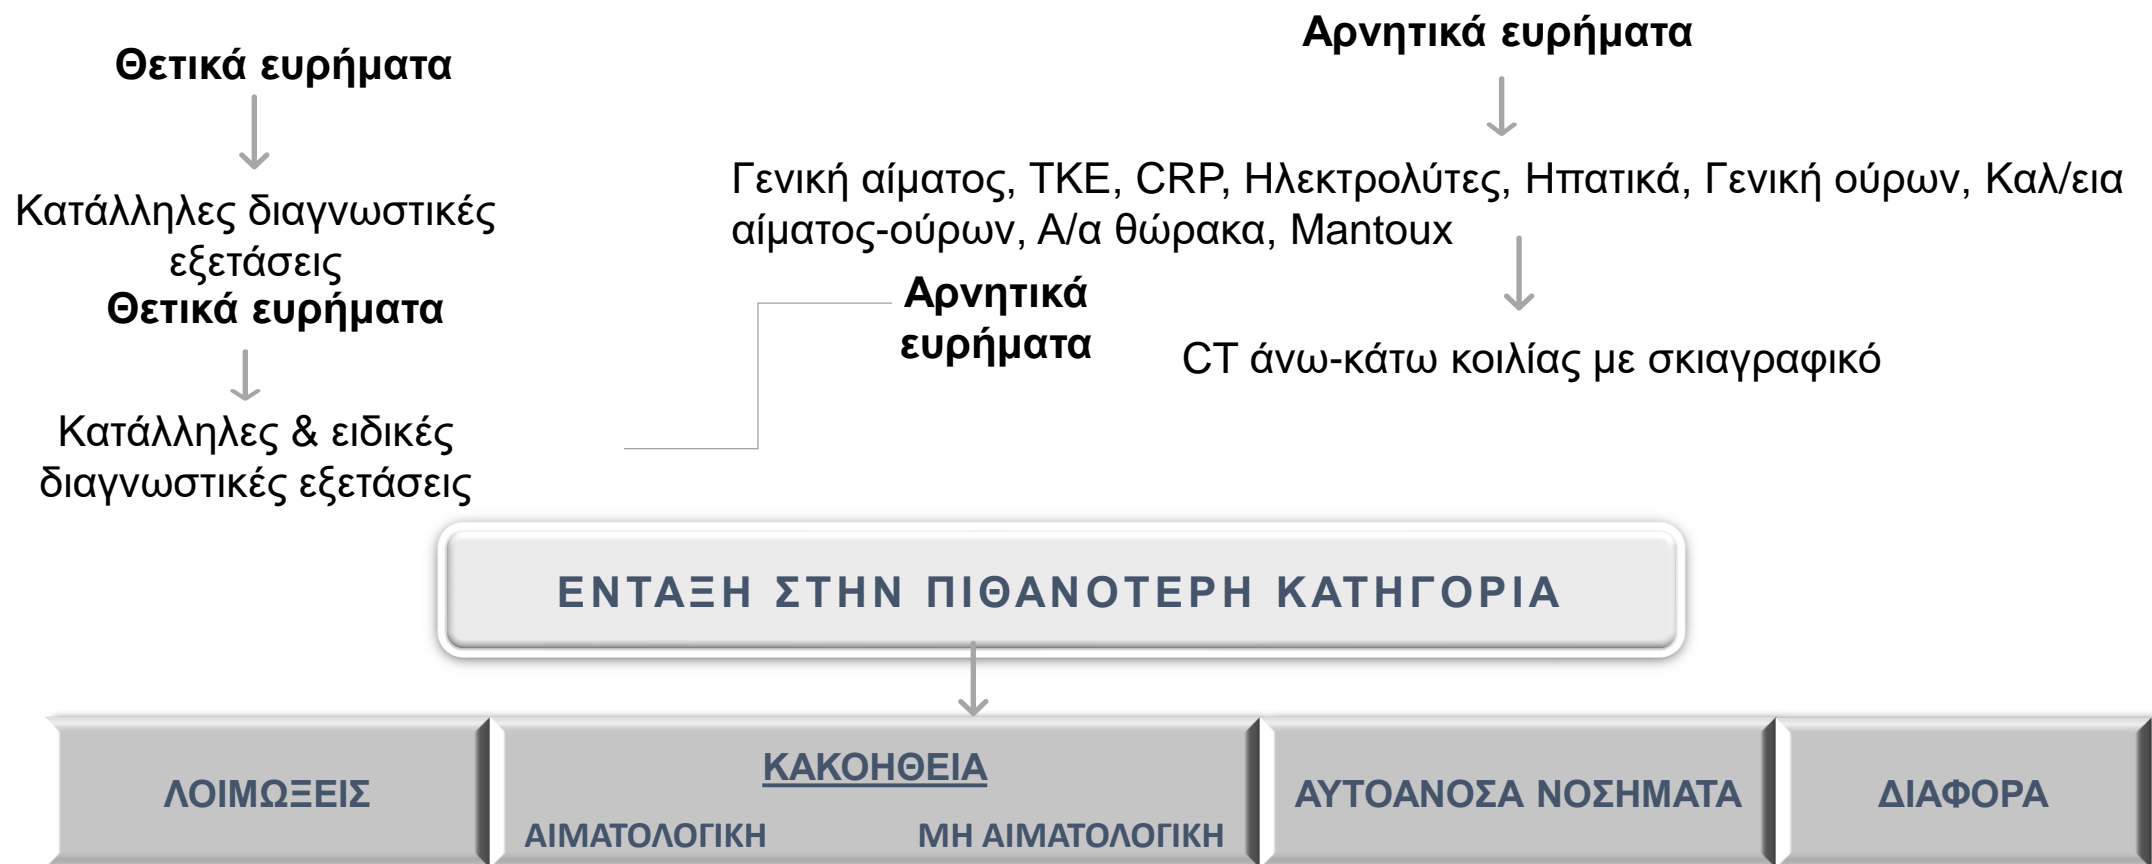 Θετικά ευρήματα
Αρνητικά ευρήματα
Κατάλληλες διαγνωστικές
εξετάσεις
Γενική αίματος, ΤΚΕ, CRP, Ηλεκτρολύτες, Ηπατικά, Γενική ούρων, Καλ/εια
αίματος-ούρων, Α/α θώρακα, Mantoux
Θετικά ευρήματα
Αρνητικά
ευρήματα
CT άνω-κάτω κοιλίας με σκιαγραφικό
Κατάλληλες & ειδικές
διαγνωστικές εξετάσεις
ΕΝΤΑΞΗ ΣΤΗΝ ΠΙΘΑΝΟΤΕΡΗ ΚΑΤΗΓΟΡΙΑ
ΛΟΙΜΩΞΕΙΣ
ΚΑΚΟΗΘΕΙΑ
ΑΙΜΑΤΟΛΟΓΙΚΗ ΜΗ ΑΙΜΑΤΟΛΟΓΙΚΗ
ΑΥΤΟΑΝΟΣΑ ΝΟΣΗΜΑΤΑ
ΔΙΑΦΟΡΑ